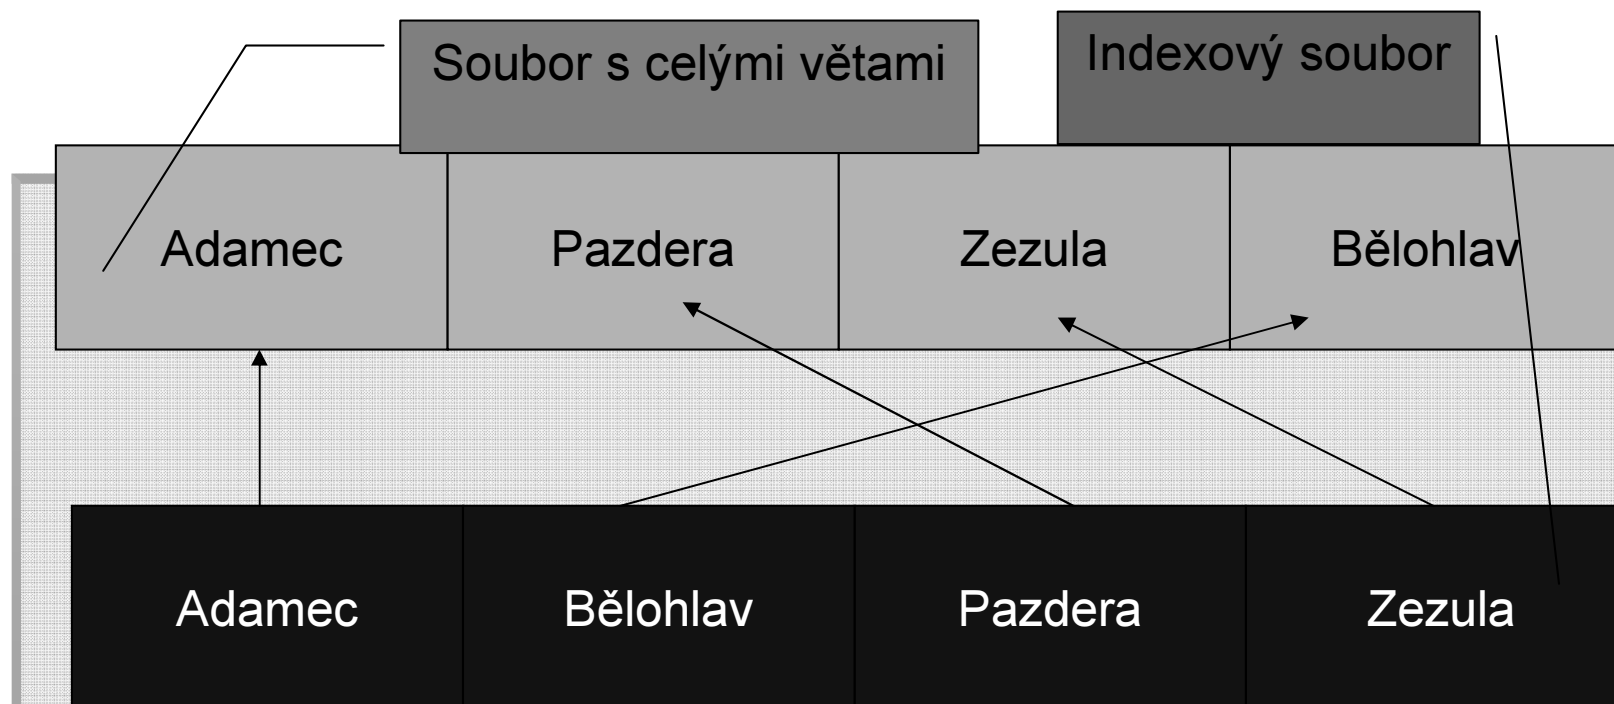 Soubor s celými větami
Indexový soubor
Adamec
Pazdera
Zezula
Bělohlav
Adamec
Bělohlav
Pazdera
Zezula